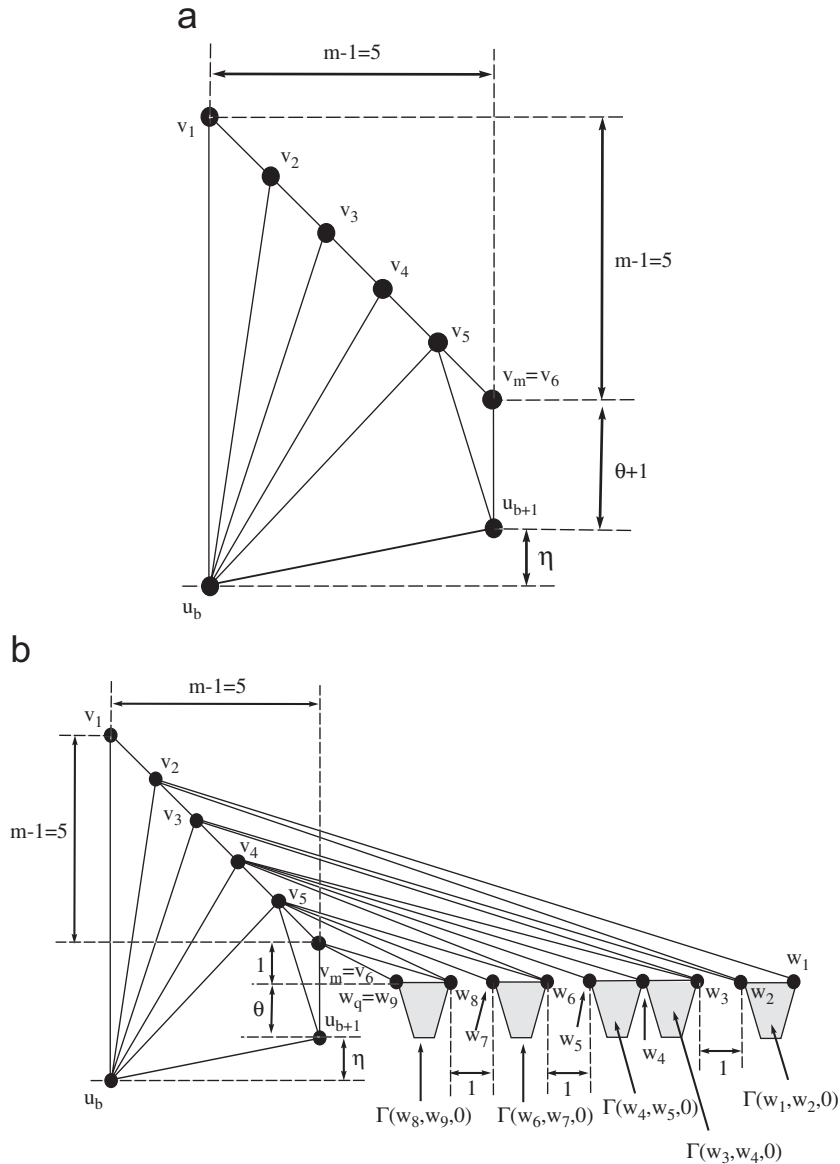 a
m-1=5
v1
v2
v3
v4
v5
vm=v6
m-1=5
θ+1
ub+1
η
ub
b
m-1=5
v1
v2
v3
v4
v5
m-1=5
1
vm=v6
θ
ub+1
η
ub
wq=w9
w8
w7
w6
w5
w4
w3
w2
w1
1
1
1
Γ(w8,w9,0)
Γ(w6,w7,0)
Γ(w4,w5,0)
Γ(w3,w4,0)
Γ(w1,w2,0)